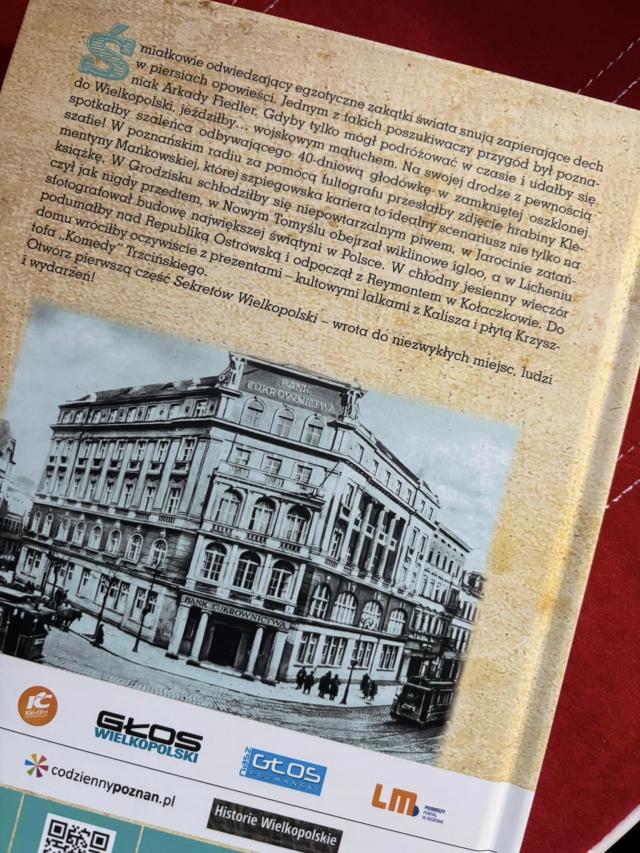 Śmiałkowie odwiedzający egzotyczne zakątki świata snują zapierające dech
w piersiach opowieści. Jednym z takich poszukiwaczy przygód był pozna-
niak Arkady Fiedler. Gdyby tylko mógł podróżować w czasie i udałby się
do Wielkopolski, jeździłby… wojskowym maluchem. Na swojej drodze z pewnością
spotkałby szaleńca odbywającego 40-dniową głodówkę w zamkniętej oszklonej
szafie! W poznańskim radiu za pomocą fultografu przesłałby zdjęcie hrabiny Kle-
mentyny Mańkowskiej, której szpiegowska kariera to idealny scenariusz nie tylko na
książkę. W Grodzisku schłodziłby się niepowtarzalnym piwem, w Jarocinie zatań-
czył jak nigdy przedtem, w Nowym Tomyślu obejrzał wiklinowe igloo, a w Licheniu
sfotografował budowę największej świątyni w Polsce. W chłodny jesienny wieczór
podumałby nad Republiką Ostrowską i odpoczął z Reymontem w Kołaczkowie. Do
domu wróciłby oczywiście z prezentami – kultowymi lalkami z Kalisza i płytą Krzysz-
tofa „Komedy” Trzcińskiego.
Otwórz pierwszą część Sekretów Wielkopolski – wrota do niezwykłych miejsc, ludzi
i wydarzeń!
BANK
CUKROWNICTWA
BANK CUKROWNICTWA
GŁOS
WIELKOPOLSKI
nasz
GŁOS
POZNAŃSKI
LM
PIERWSZY
PORTAL
W REGIONIE
codziennypoznan.pl
Historie Wielkopolskie